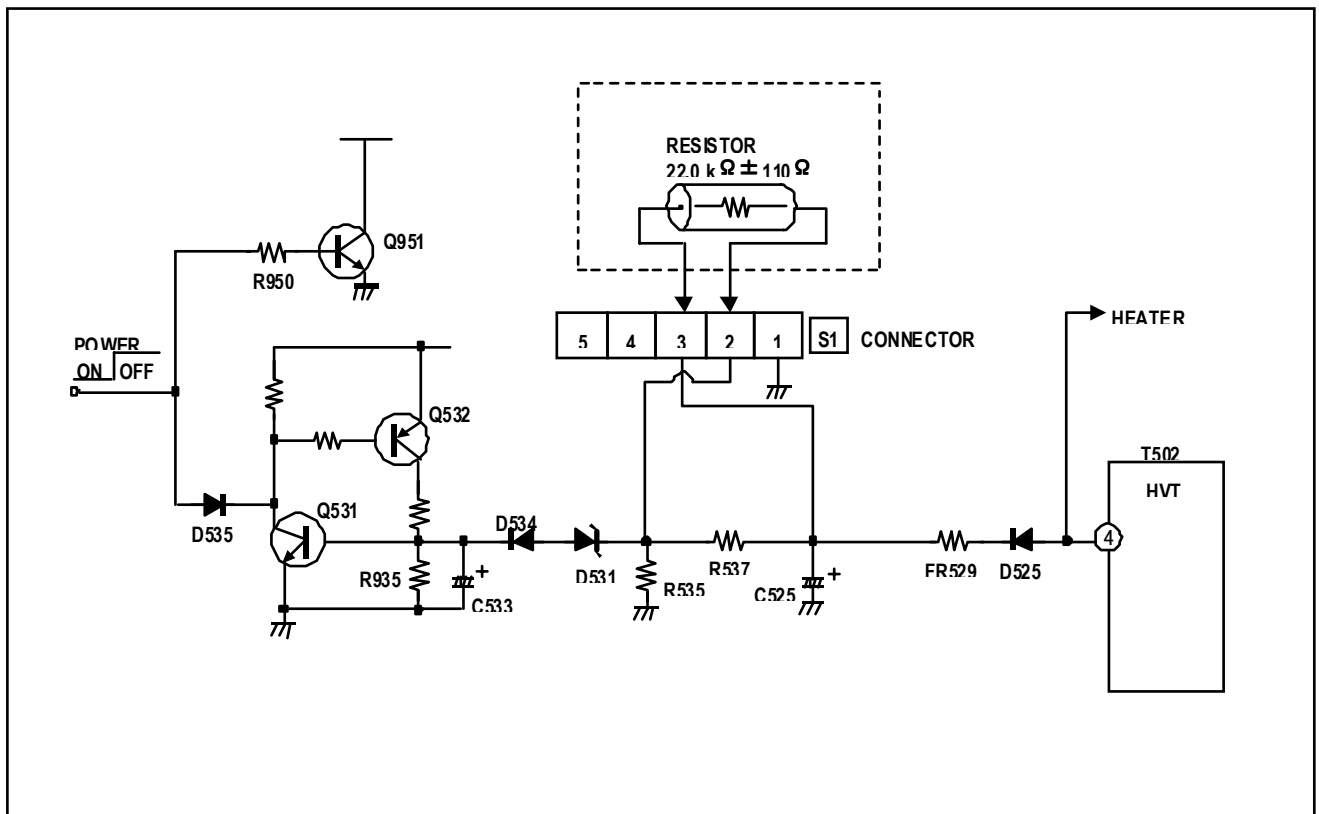 RESISTOR
22.0 k Ω ± 110 Ω
Q951
R950
5 4 3 2 1 S1 CONNECTOR
HEATER
POWER
ON OFF
Q532
T502
HVT
Q531
D535
D534
4
R935
C533
D531
R535
R537
C525
FR529
D525
+
+